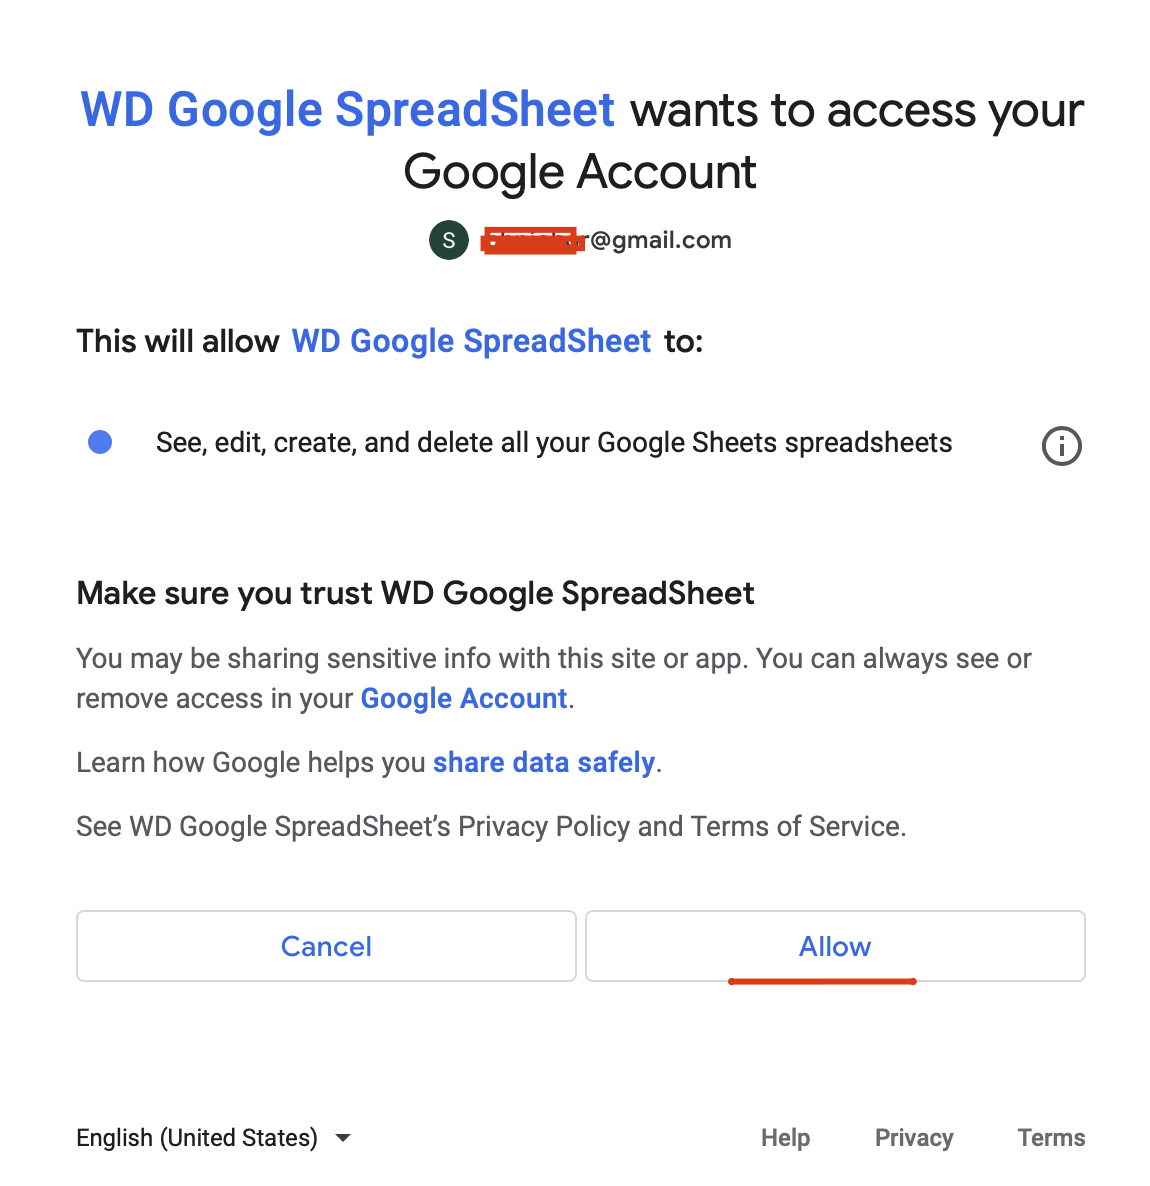 WD Google SpreadSheet wants to access your
Google Account
S @gmail.com
This will allow WD Google SpreadSheet to:
See, edit, create, and delete all your Google Sheets spreadsheets
Make sure you trust WD Google SpreadSheet
You may be sharing sensitive info with this site or app. You can always see or
remove access in your Google Account.
Learn how Google helps you share data safely.
See WD Google SpreadSheet’s Privacy Policy and Terms of Service.
Cancel Allow
English (United States) Help Privacy Terms